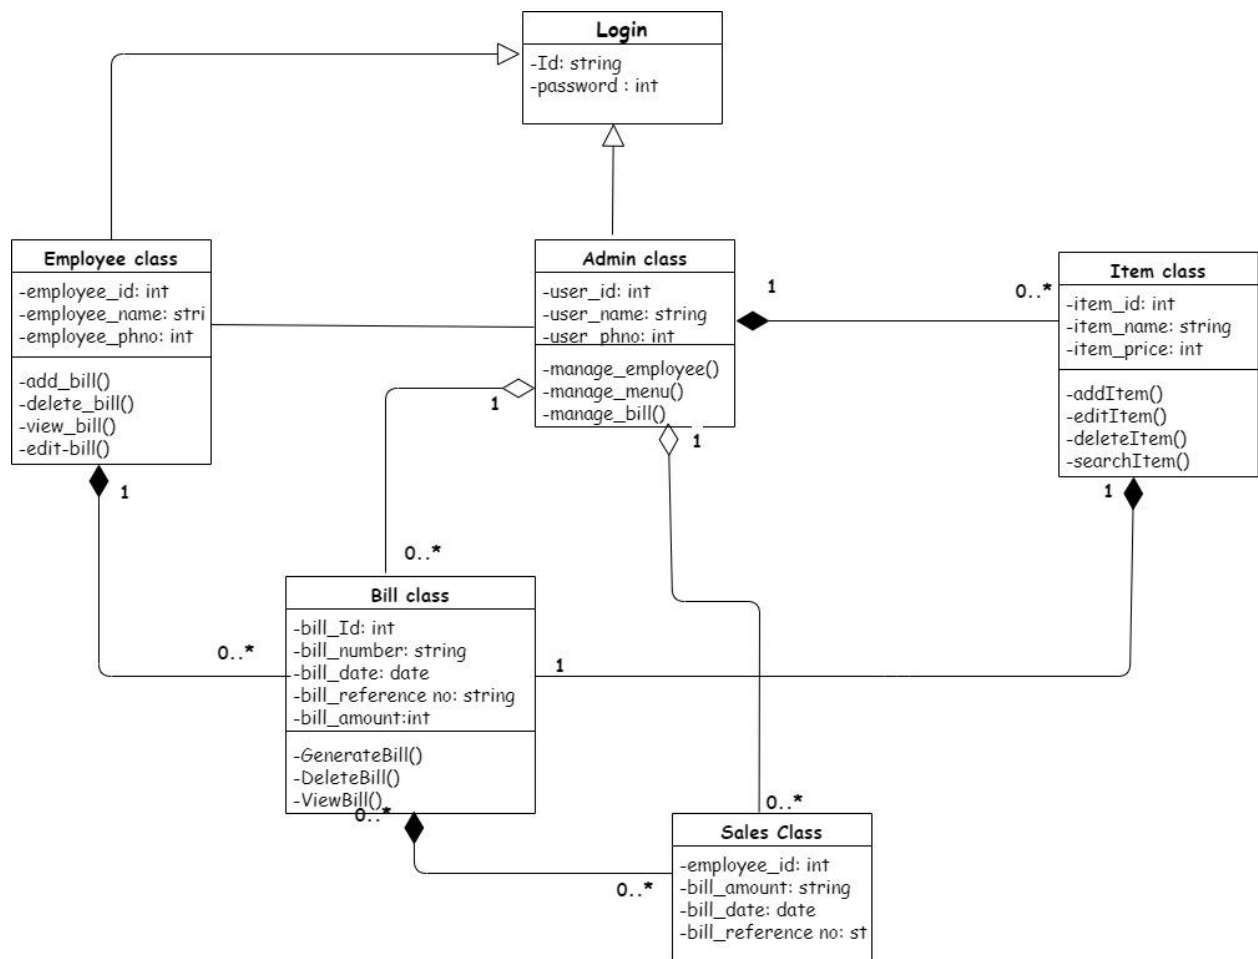 Login
-Id: string
-password : int
Employee class
-employee_id: int
-employee_name: stri
-employee_phno: int
-add_bill()
-delete_bill()
-view_bill()
-edit-bill()
1
Admin class
-user_id: int
-user_name: string
-user_phno: int
-manage_employee()
-manage_menu()
-manage_bill()
1
1
1
0..*
Item class
-item_id: int
-item_name: string
-item_price: int
-addItem()
-editItem()
-deleteItem()
-searchItem()
1
0..*
0..*
Bill class
-bill_Id: int
-bill_number: string
-bill_date: date
-bill_reference no: string
-bill_amount:int
-GenerateBill()
-DeleteBill()
-ViewBill()
0..*
1
0..*
0..*
Sales Class
-employee_id: int
-bill_amount: string
-bill_date: date
-bill_reference no: st